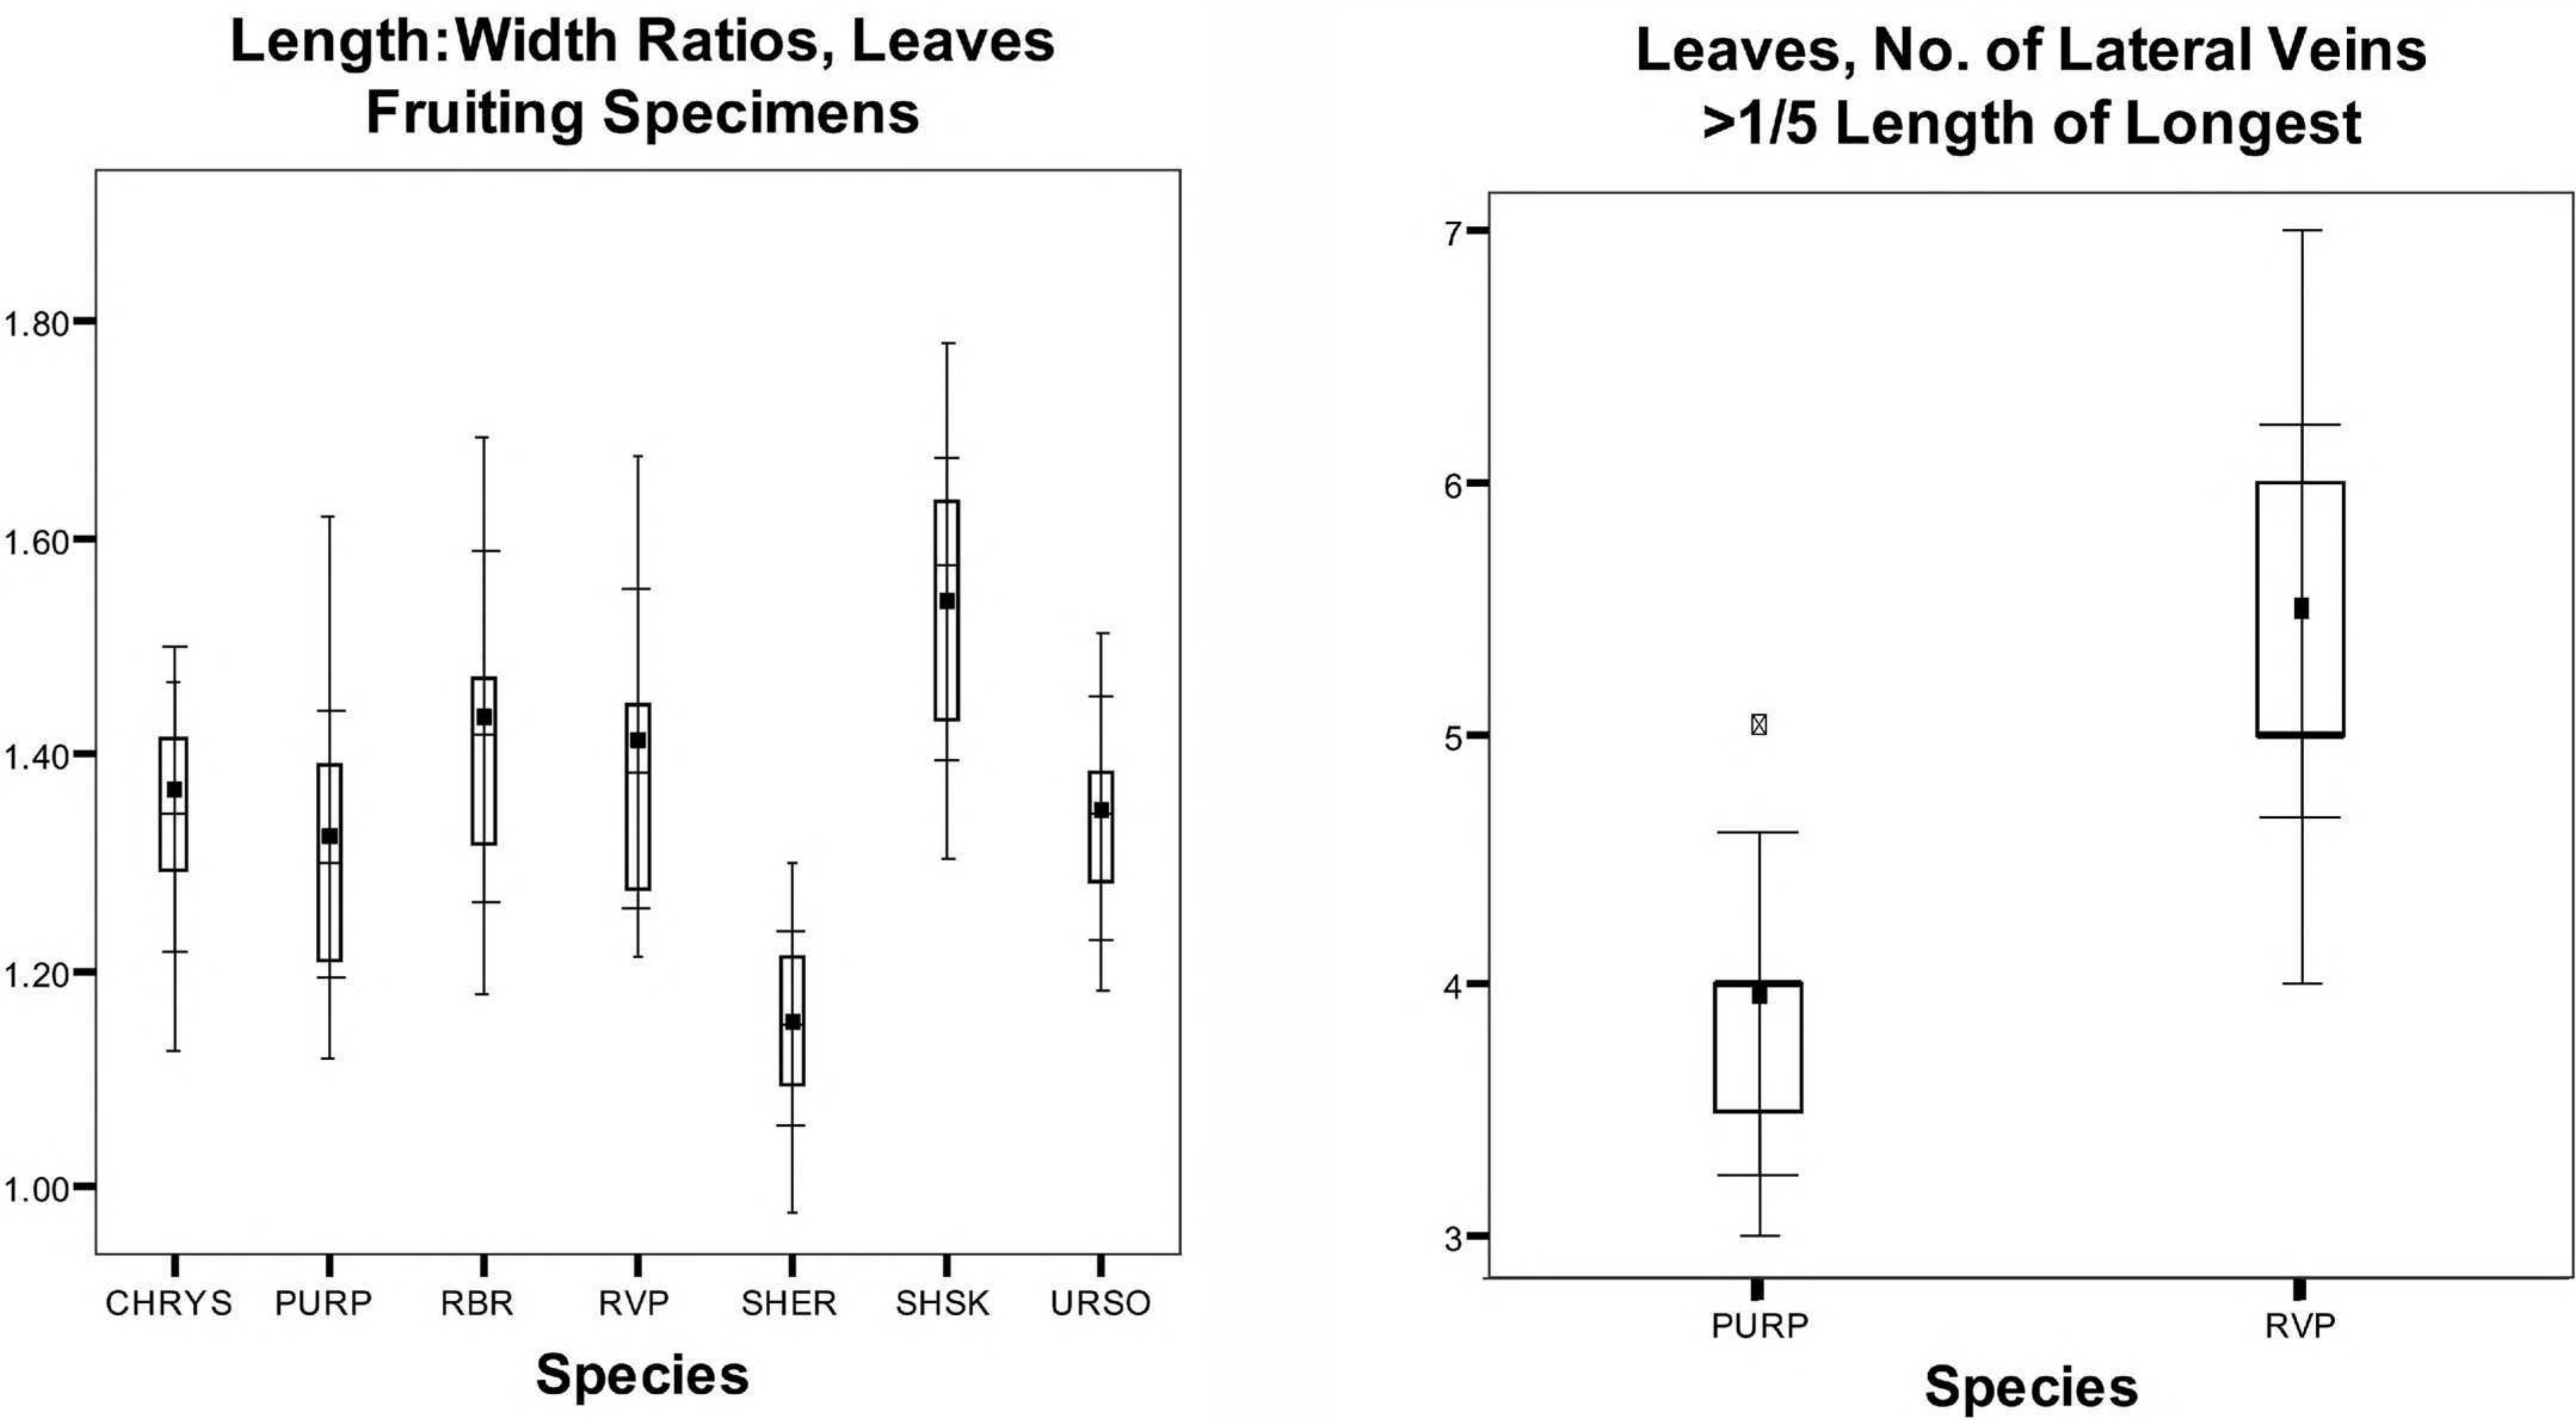 Length:Width Ratios, Leaves
Fruiting Specimens
1.80
1.60
1.40
1.20
1.00
CHRYS PURP RBR RVP SHER SHSK URSO
Species
Leaves, No. of Lateral Veins
>1/5 Length of Longest
7
6
5
4
3
PURP RVP
Species